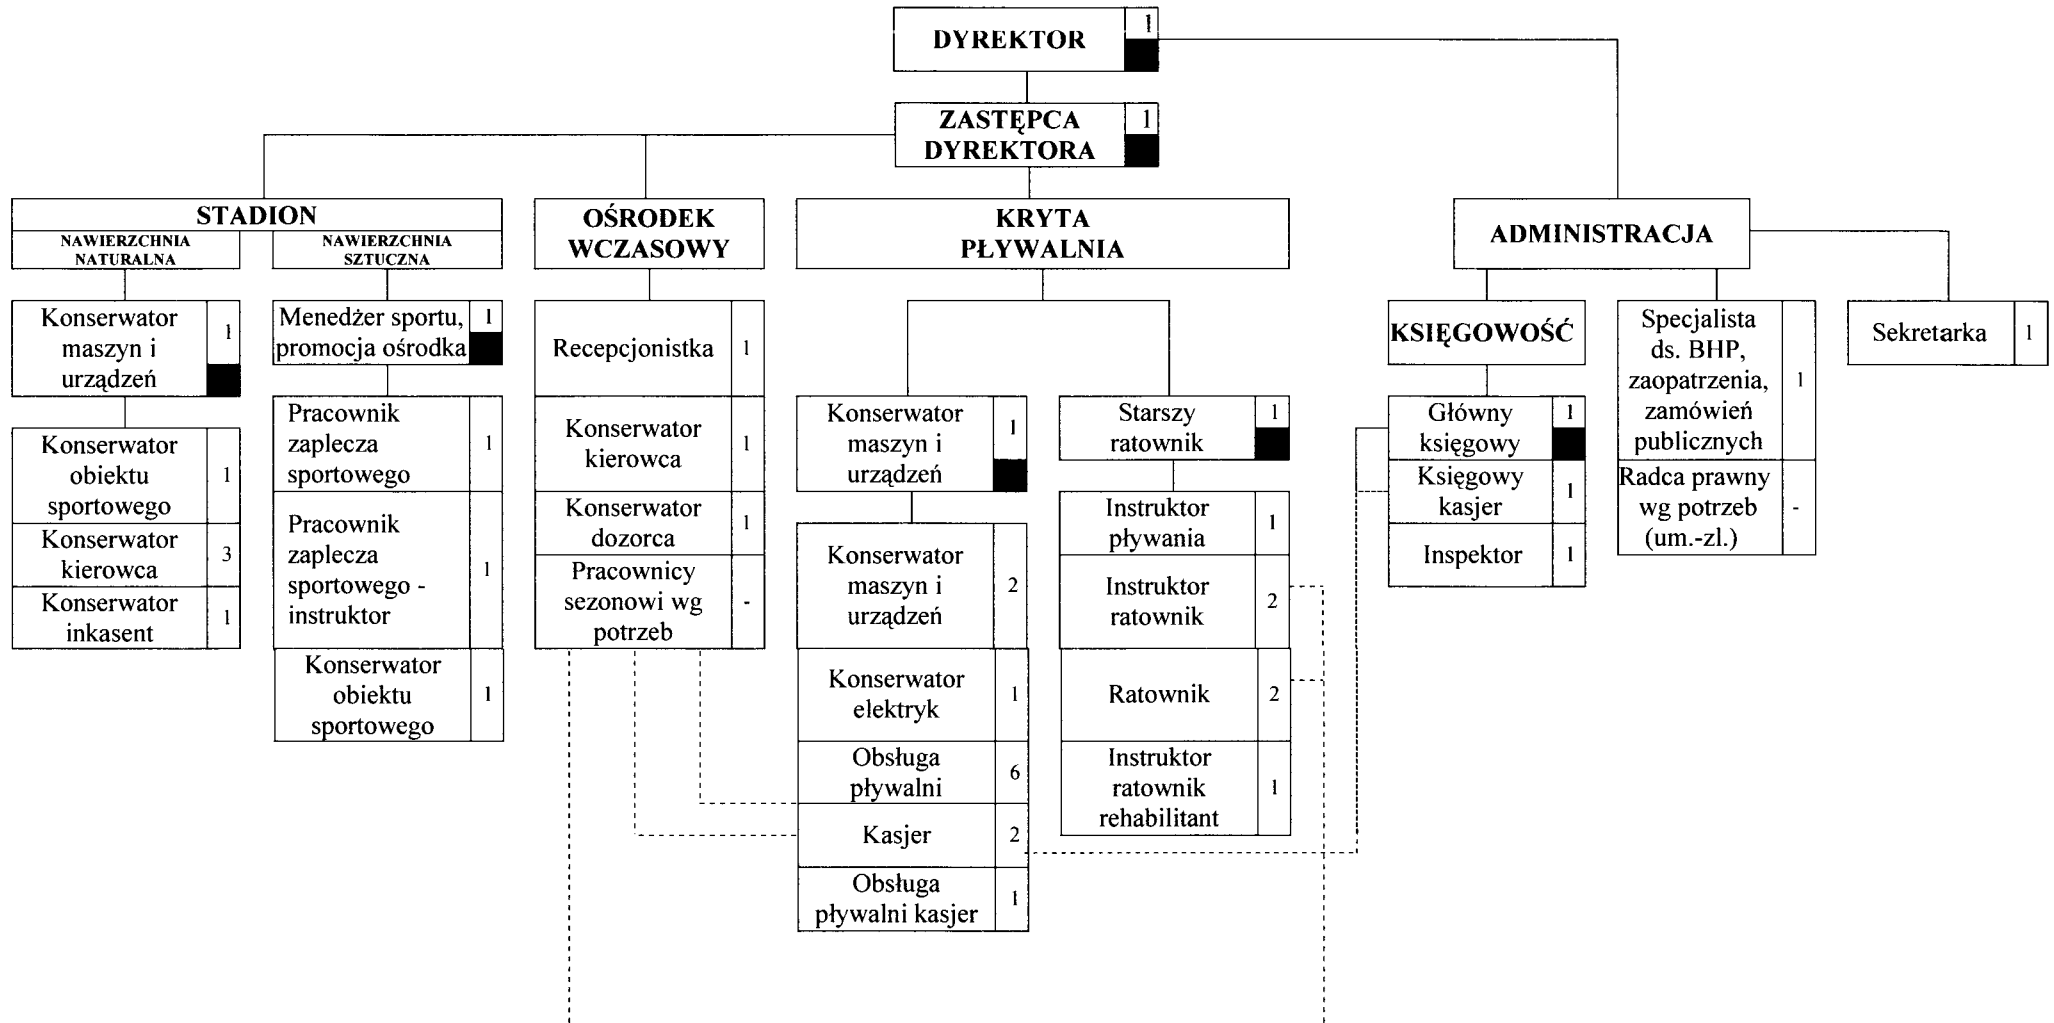 DYREKTOR
1
ZASTĘPCA
DYREKTORA
1
STADION
NAWIERZCHNIA
NATURALNA
NAWIERZCHNIA
SZTUCZNA
OŚRODEK
WCZASOWY
KRYTA
PŁYWALNIA
ADMINISTRACJA
Konserwator
maszyn i
urządzeń
1
Konserwator
obiektu
sportowego
1
Konserwator
kierowca
3
Konserwator
inkasent
1
Menedżer sportu,
promocja ośrodka
1
Pracownik
zaplecza
sportowego
1
Pracownik
zaplecza
sportowego -
instruktor
1
Konserwator
obiektu
sportowego
1
Recepcjonistka
1
Konserwator
kierowca
1
Konserwator
dozorca
1
Pracownicy
sezonowi wg
potrzeb
-
Konserwator
maszyn i
urządzeń
1
Konserwator
maszyn i
urządzeń
2
Konserwator
elektryk
1
Obsługa
pływalni
6
Kasjer
2
Obsługa
pływalni kasjer
1
Starszy
ratownik
1
Instruktor
pływania
1
Instruktor
ratownik
2
Ratownik
2
Instruktor
ratownik
rehabilitant
1
KSIĘGOWOŚĆ
Główny
księgowy
1
Księgowy
kasjer
1
Inspektor
1
Specjalista
ds. BHP,
zaopatrzenia,
zamówień
publicznych
1
Radca prawny
wg potrzeb
(um.-zl.)
-
Sekretarka
1